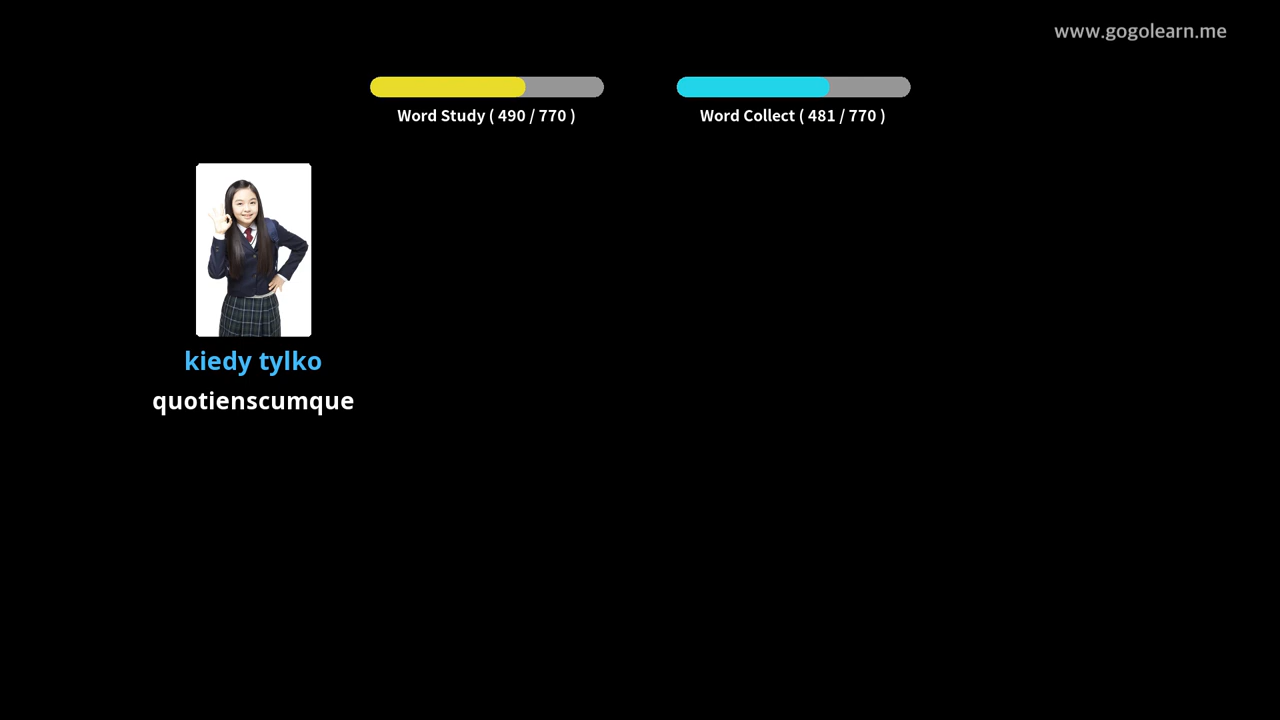 www.gogolearn.me
Word Study ( 490 / 770 )
Word Collect ( 481 / 770 )
kiedy tylko
quotienscumque